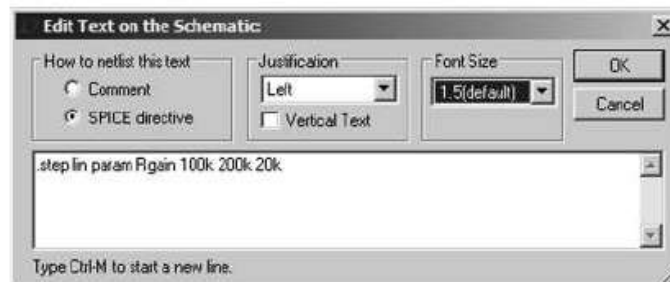 Edit Text on the Schematic:
How to netlist this text
Comment
SPICE directive
Justification
Left
Vertical Text
Font Size
1.5(default)
OK
Cancel
.step lin param Rgain 100k 200k 20k
Type Ctrl-M to start a new line.